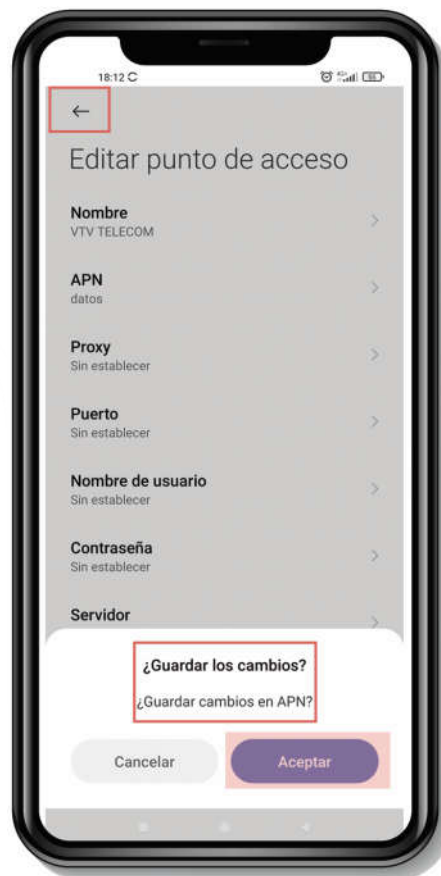 18:12
Editar punto de acceso
Nombre
VTV TELECOM
APN
datos
Proxy
Sin establecer
Puerto
Sin establecer
Nombre de usuario
Sin establecer
Contraseña
Sin establecer
Servidor
¿Guardar los cambios?
¿Guardar cambios en APN?
Cancelar Aceptar